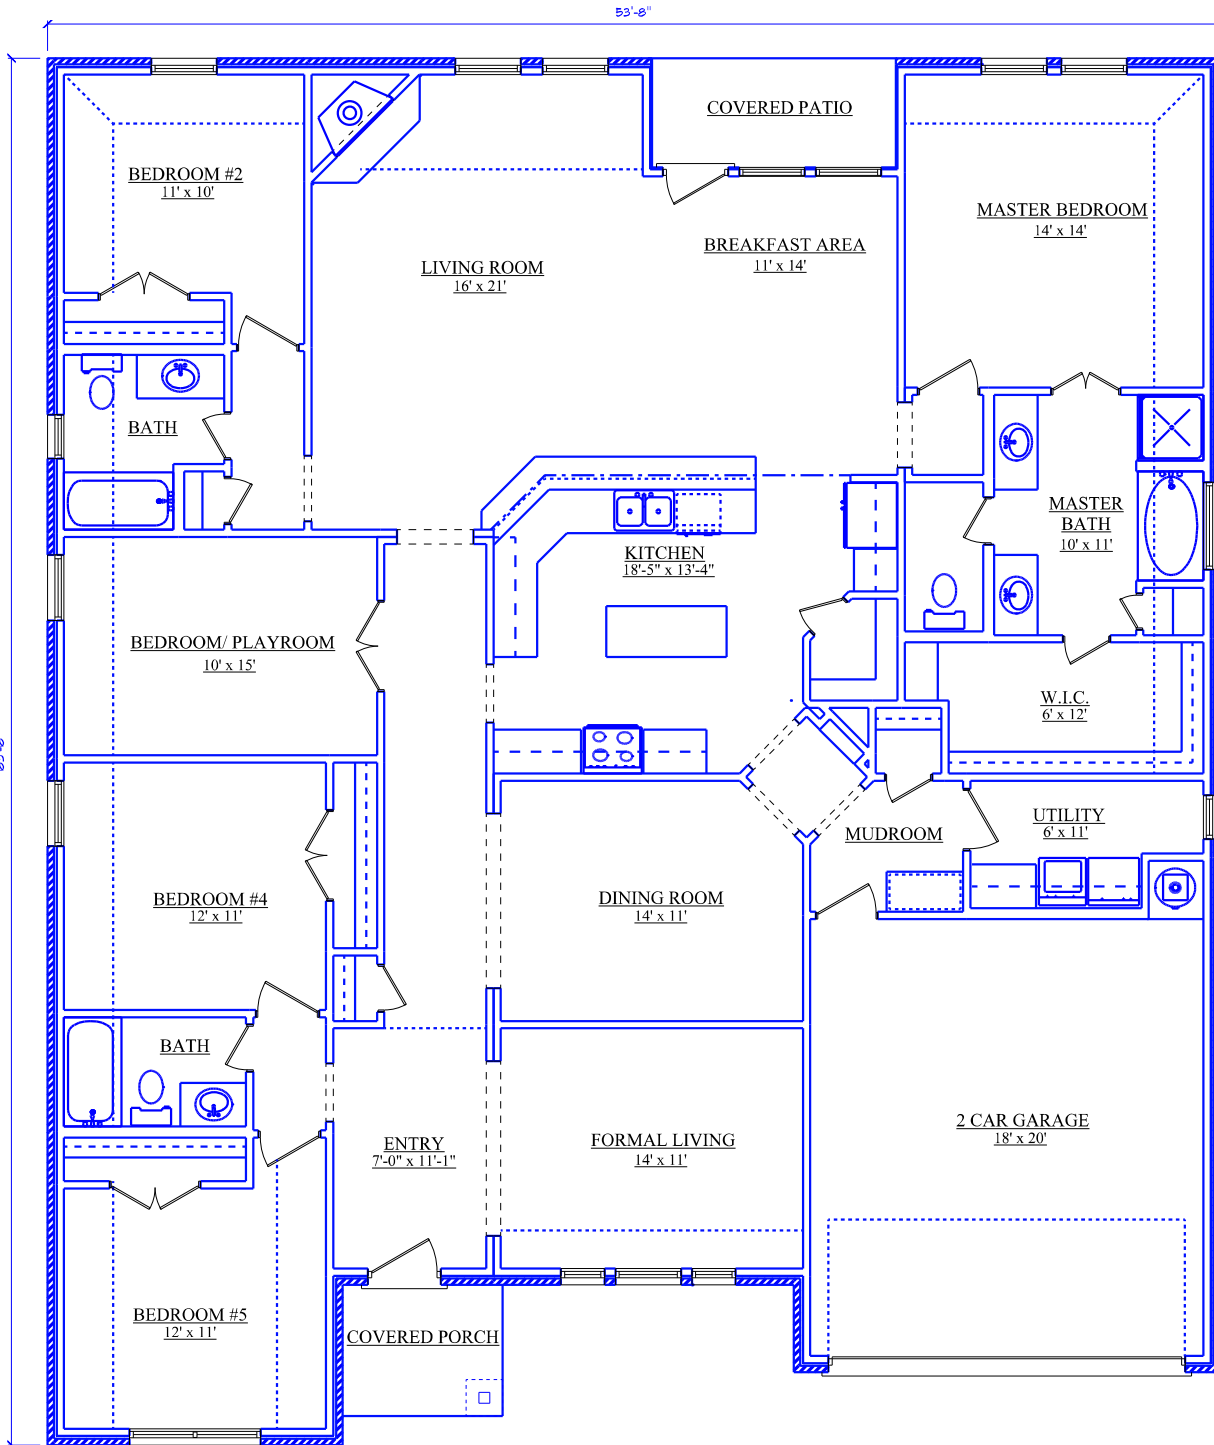 53'-8"
COVERED PATIO
BEDROOM #2
11' x 10'
MASTER BEDROOM
14' x 14'
BREAKFAST AREA
11' x 14'
LIVING ROOM
16' x 21'
BATH
MASTER
BATH
10' x 11'
KITCHEN
18'-5" x 13'-4"
BEDROOM/ PLAYROOM
10' x 15'
W.I.C.
6' x 12'
UTILITY
6' x 11'
MUDROOM
BEDROOM #4
12' x 11'
DINING ROOM
14' x 11'
BATH
ENTRY
7'-0" x 11'-1"
FORMAL LIVING
14' x 11'
2 CAR GARAGE
18' x 20'
BEDROOM #5
12' x 11'
COVERED PORCH